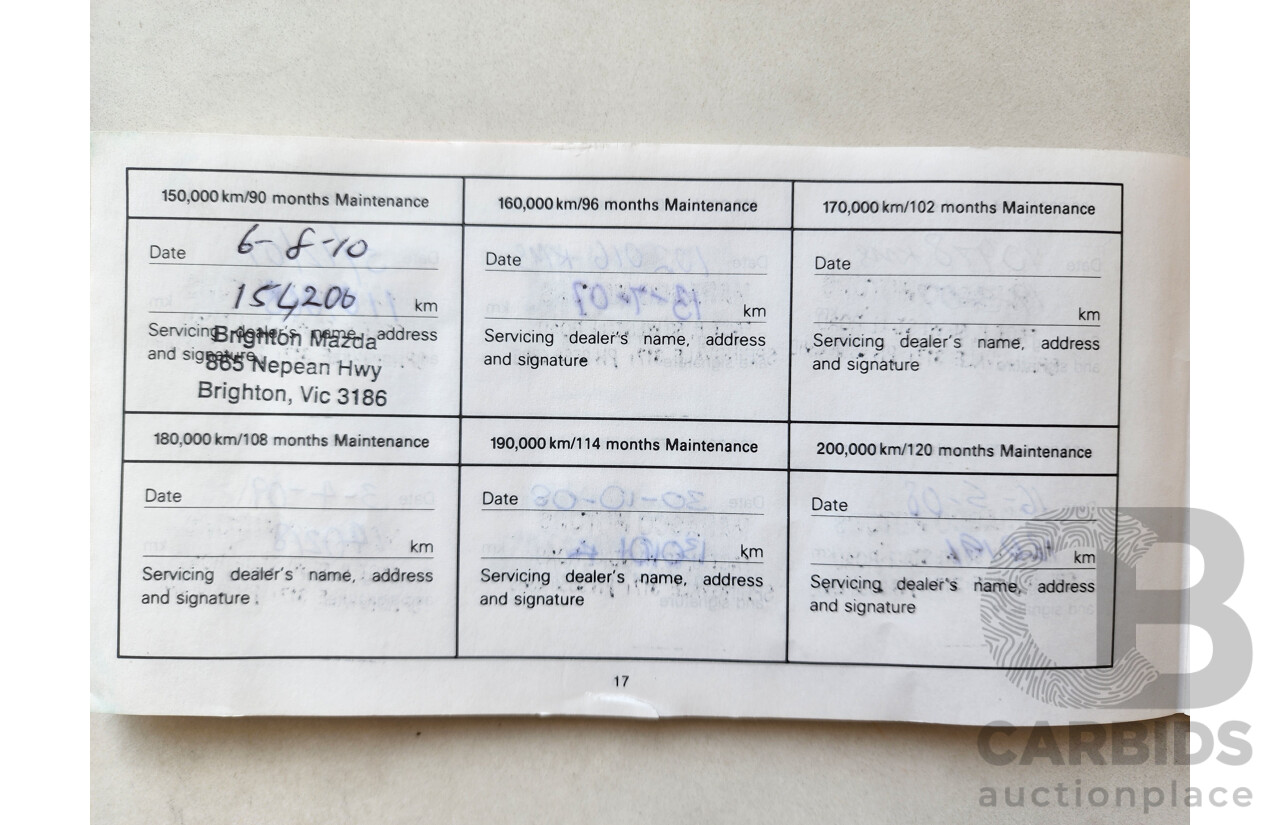 150,000 km/90 months Maintenance
Date 6-8-10
154,206 km
Servicing dealer's name, address
and signature
Brighton Mazda
885 Nepean Hwy
Brighton, Vic 3186
160,000 km/96 months Maintenance
Date
km
Servicing dealer's name, address
and signature
170,000 km/102 months Maintenance
Date
km
Servicing dealer's name, address
and signature
180,000 km/108 months Maintenance
Date
km
Servicing dealer's name, address
and signature
190,000 km/114 months Maintenance
Date
km
Servicing dealer's name, address
and signature
200,000 km/120 months Maintenance
Date
km
Servicing dealer's name, address
and signature
17
CARBIDS
auctionplace